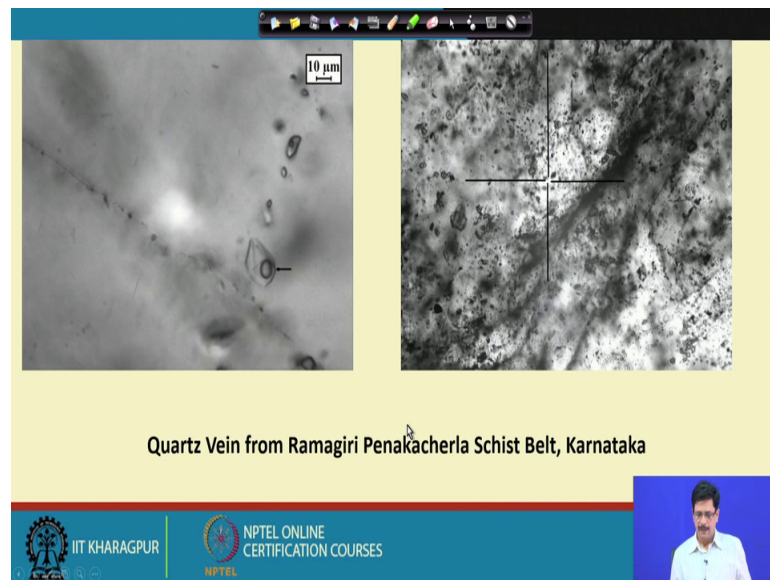 10 µm
Quartz Vein from Ramagiri Penakacherla Schist Belt, Karnataka
IIT KHARAGPUR
NPTEL
NPTEL ONLINE
CERTIFICATION COURSES